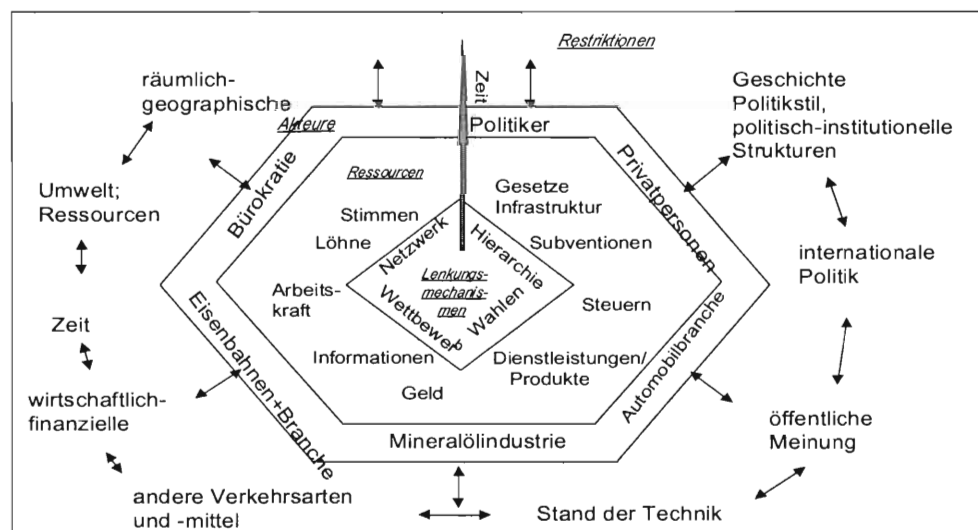 Restriktionen
räumlich-
geographische
Zeit
Geschichte
Politikstil,
politisch-institutionelle
Strukturen
Akteure
Politiker
Bürokratie
Privatpersonen
Ressourcen
Gesetze
Infrastruktur
Umwelt;
Ressourcen
Stimmen
Löhne
Netzwerk
Hierarchie
Subventionen
internationale
Politik
Lenkungs-
mechanis-
men
Arbeits-
kraft
Wettbewerb
Wahlen
Steuern
Zeit
Eisenbahnen+Branche
Automobilbranche
Informationen
Dienstleistungen/
Produkte
Geld
wirtschaftlich-
finanzielle
öffentliche
Meinung
Mineralölindustrie
andere Verkehrsarten
und -mittel
Stand der Technik